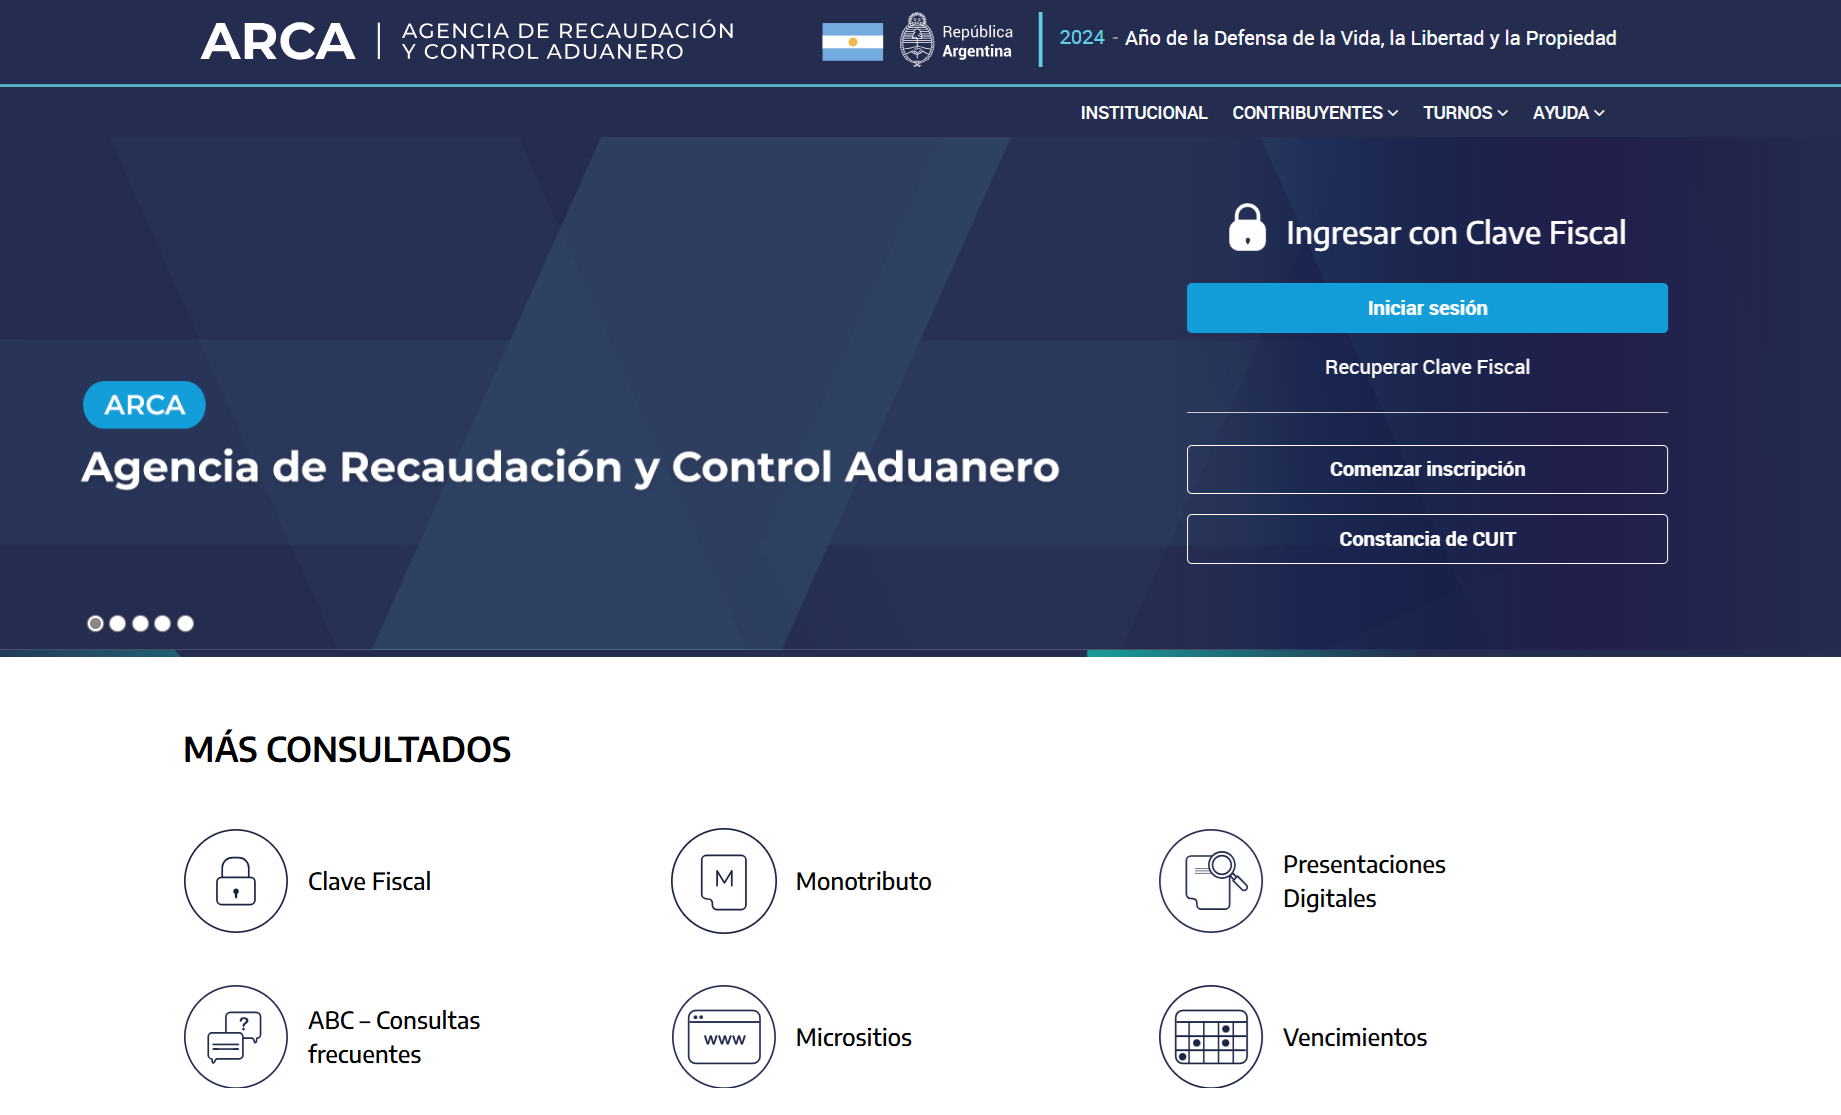 ARCA
AGENCIA DE RECAUDACIÓN
Y CONTROL ADUANERO
República
Argentina
2024 - Año de la Defensa de la Vida, la Libertad y la Propiedad
INSTITUCIONAL CONTRIBUYENTES TURNOS AYUDA
Ingresar con Clave Fiscal
Iniciar sesión
Recuperar Clave Fiscal
ARCA
Agencia de Recaudación y Control Aduanero
Comenzar inscripción
Constancia de CUIT
MÁS CONSULTADOS
Clave Fiscal
M
Monotributo
Presentaciones
Digitales
?
ABC – Consultas
frecuentes
www
Micrositios
Vencimientos